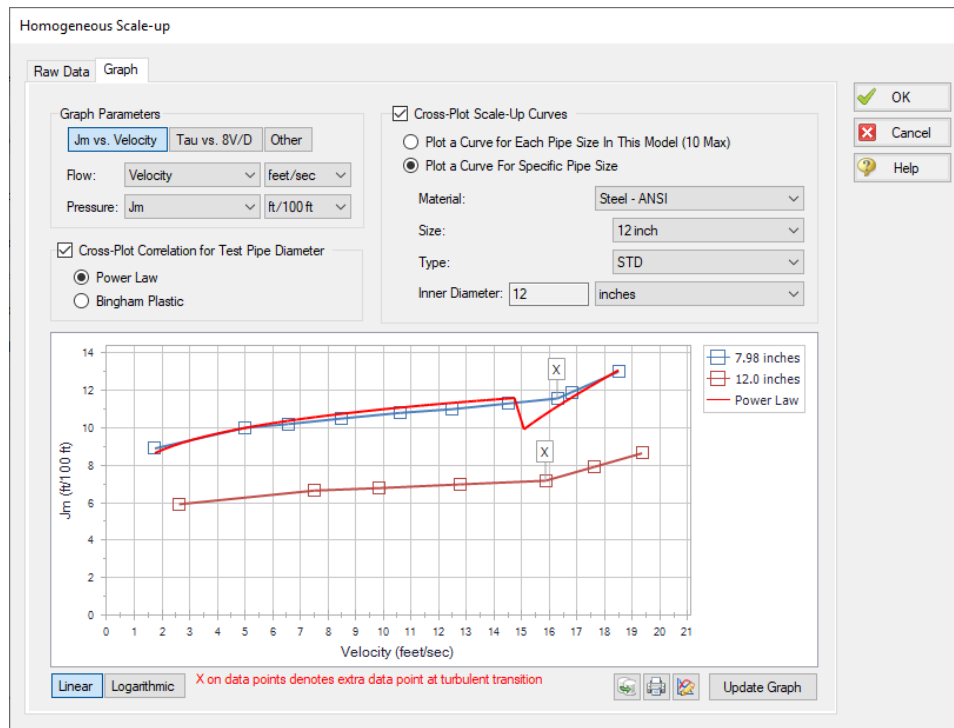 Homogeneous Scale-up
Raw Data Graph
Graph Parameters
Jm vs. Velocity Tau vs. 8V/D Other
Flow: Velocity feet/sec
Pressure: Jm ft/100 ft
Cross-Plot Correlation for Test Pipe Diameter
Power Law
Bingham Plastic
Cross-Plot Scale-Up Curves
Plot a Curve for Each Pipe Size In This Model (10 Max)
Plot a Curve For Specific Pipe Size
Material: Steel - ANSI
Size: 12 inch
Type: STD
Inner Diameter: 12 inches
OK
Cancel
Help
14
12
10
8
6
4
2
0
Jm (ft/100 ft)
X
X
0 1 2 3 4 5 6 7 8 9 10 11 12 13 14 15 16 17 18 19 20 21
Velocity (feet/sec)
7.98 inches
12.0 inches
Power Law
Linear Logarithmic X on data points denotes extra data point at turbulent transition Update Graph